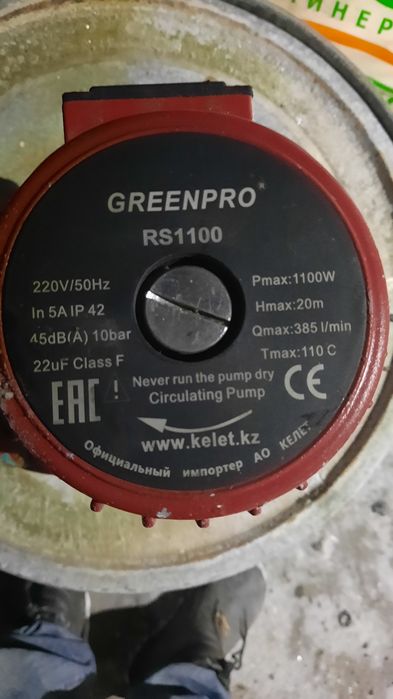 ИНЕР
GREENPRO®
RS1100
220V/50Hz
In 5A IP 42
45dB(A) 10bar
22uF Class F
Pmax:1100W
Hmax:20m
Qmax:385 l/min
Tmax:110 C
EAC
Never run the pump dry
Circulating Pump
CE
www.kelet.kz
Официальный импортер АО КЕЛЕТ